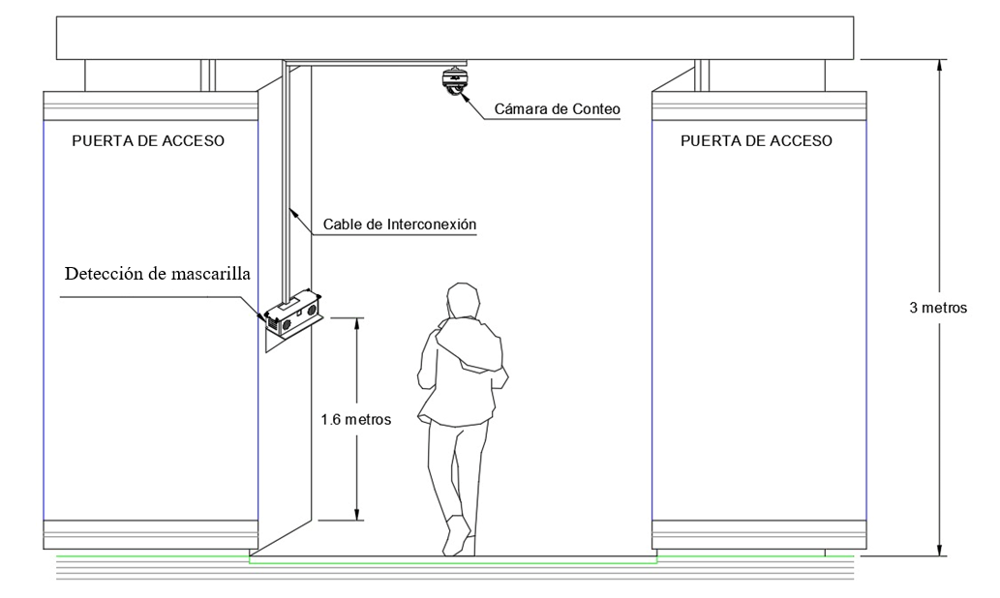 Cámara de Conteo
PUERTA DE ACCESO
PUERTA DE ACCESO
Cable de Interconexión
Detección de mascarilla
3 metros
1.6 metros